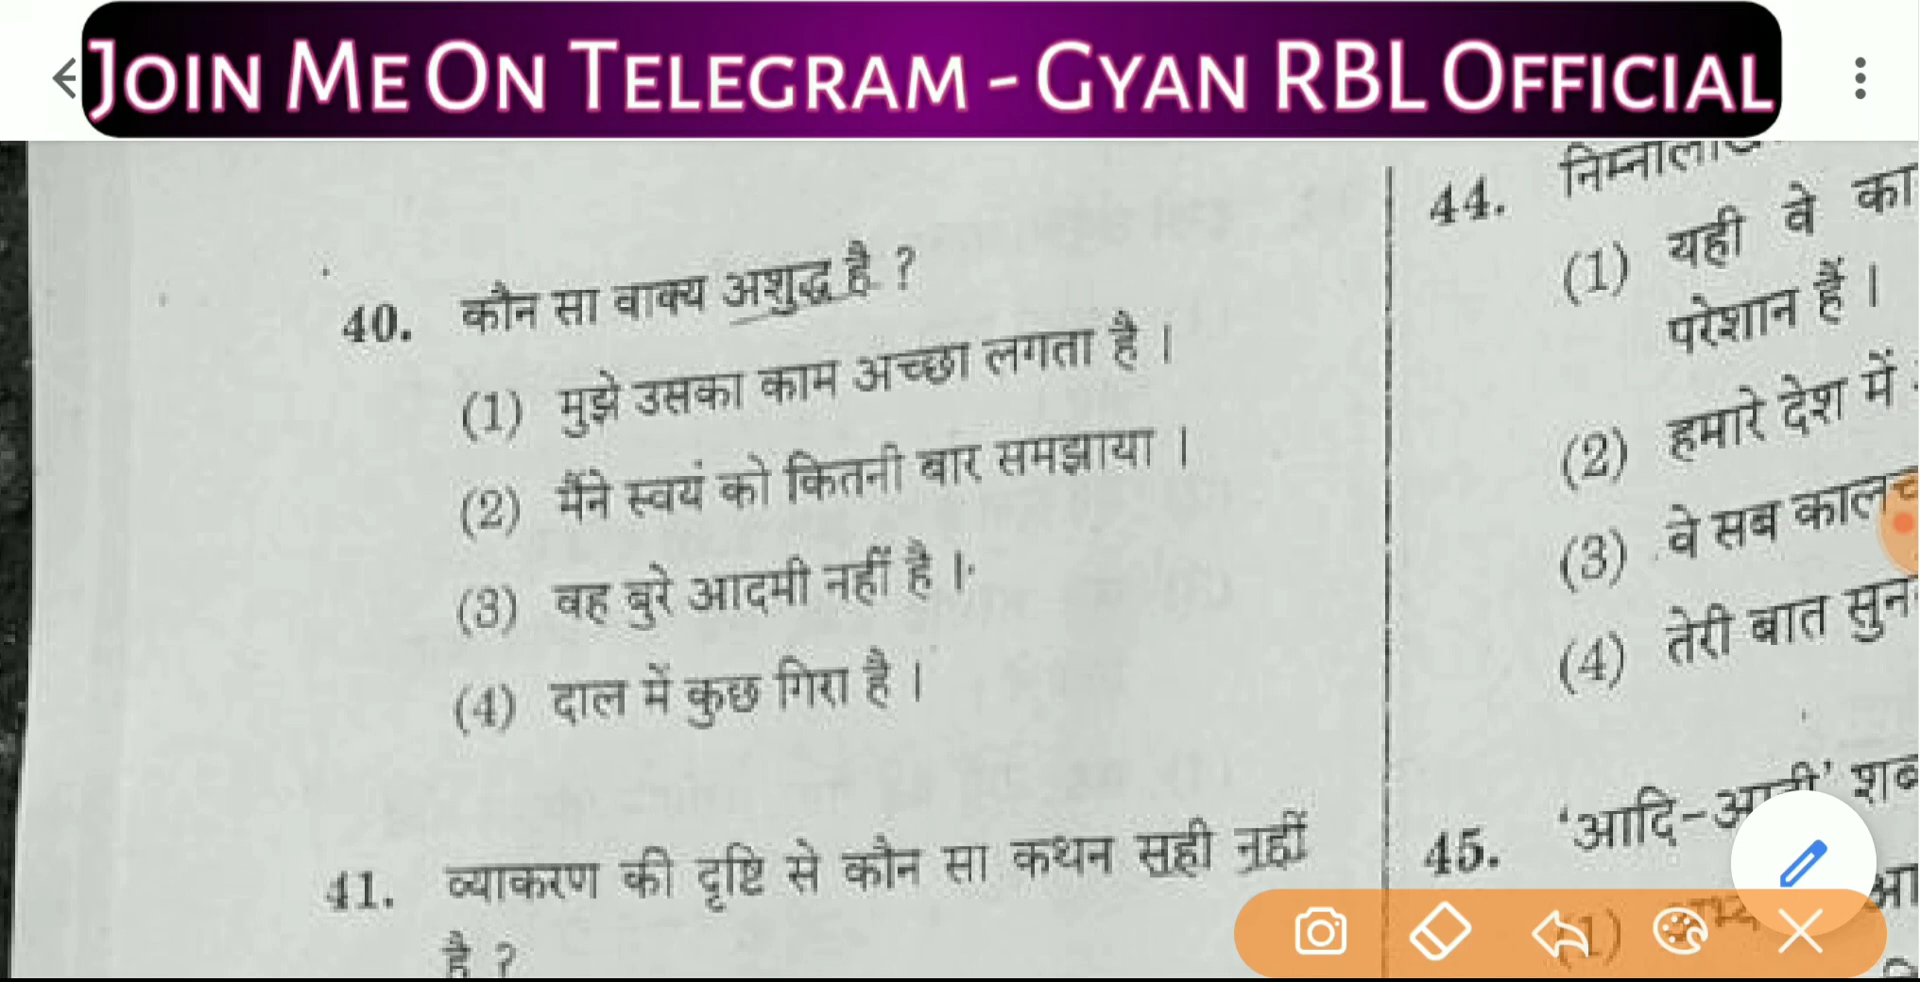 JOIN ME ON TELEGRAM - GYAN RBL OFFICIAL
40. कौन सा वाक्य अशुद्ध है ?
(1) मुझे उसका काम अच्छा लगता है ।
(2) मैंने स्वयं को कितनी बार समझाया ।
(3) वह बुरे आदमी नहीं है ।
(4) दाल में कुछ गिरा है ।
41. व्याकरण की दृष्टि से कौन सा कथन सही नहीं
है ?
44.
(1) यही वे
परेशान हैं ।
(2) हमारे देश में
(3) वे सब
(4) तेरी बात
45. 'आदि-
(1)